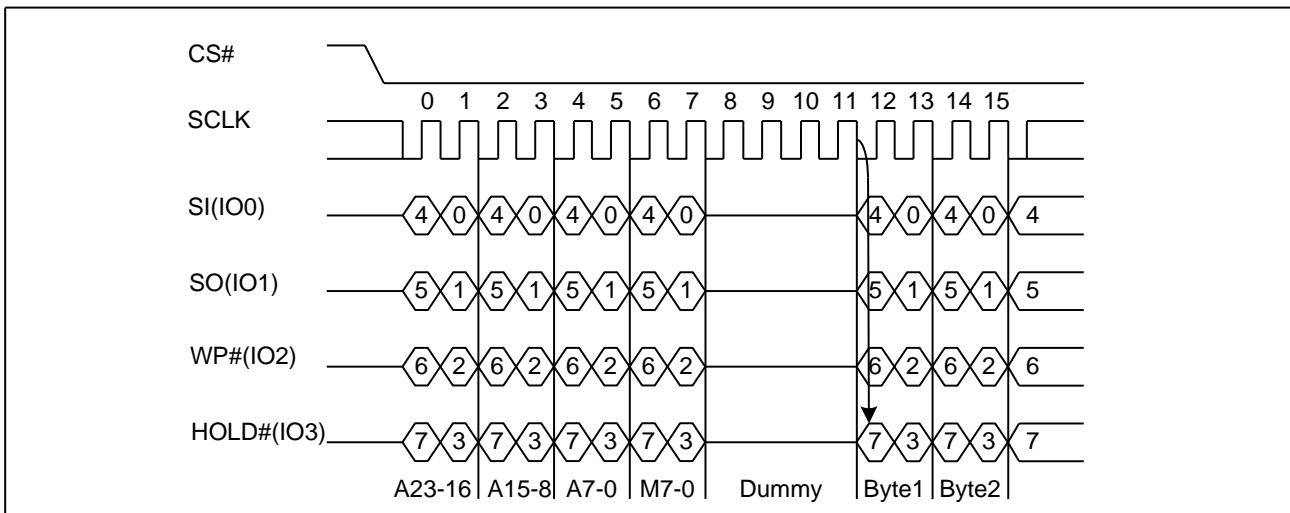 CS#
0 1 2 3 4 5 6 7 8 9 10 11 12 13 14 15
SCLK
SI(IO0) 4 0 4 0 4 0 4 0 4 0 4 0 4
SO(IO1) 5 1 5 1 5 1 5 1 5 1 5 1 5
WP#(IO2) 6 2 6 2 6 2 6 2 6 2 6 2 6
HOLD#(IO3) 7 3 7 3 7 3 7 3 7 3 7 3 7
A23-16 A15-8 A7-0 M7-0 Dummy Byte1 Byte2